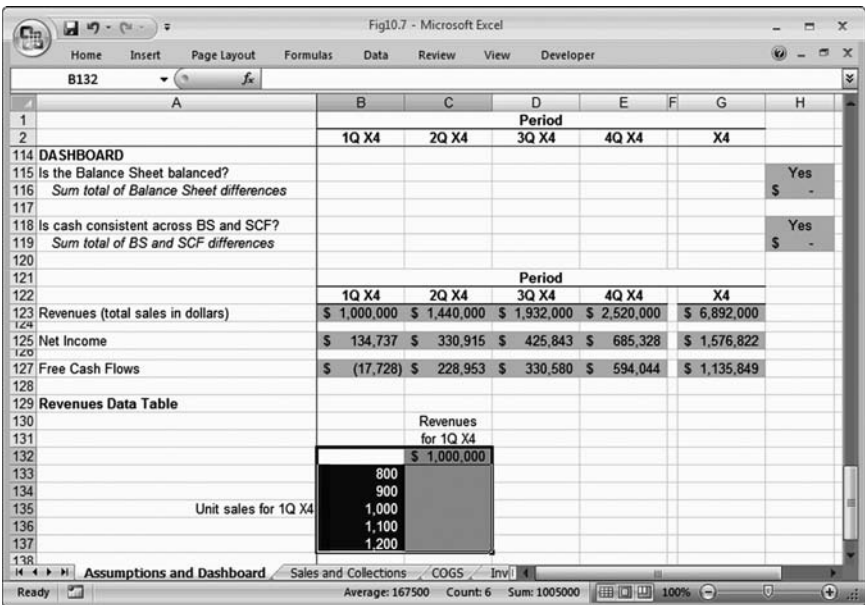 Fig10.7 - Microsoft Excel
Home Insert Page Layout Formulas Data Review View Developer
B132 fx
A B C D E F G H
1 Period
2 1Q X4 2Q X4 3Q X4 4Q X4 X4
114 DASHBOARD
115 Is the Balance Sheet balanced? Yes
116 Sum total of Balance Sheet differences $ -
117
118 Is cash consistent across BS and SCF? Yes
119 Sum total of BS and SCF differences $ -
120
121 Period
122 1Q X4 2Q X4 3Q X4 4Q X4 X4
123 Revenues (total sales in dollars) $ 1,000,000 $ 1,440,000 $ 1,932,000 $ 2,520,000 $ 6,892,000
124
125 Net Income $ 134,737 $ 330,915 $ 425,843 $ 685,328 $ 1,576,822
126
127 Free Cash Flows $ (17,728) $ 228,953 $ 330,580 $ 594,044 $ 1,135,849
128
129 Revenues Data Table
130 Revenues
131 for 1Q X4
132 $ 1,000,000
133 800
134 900
135 Unit sales for 1Q X4 1,000
136 1,100
137 1,200
138
Assumptions and Dashboard Sales and Collections COGS Inv
Ready Average: 167500 Count: 6 Sum: 1005000 100%